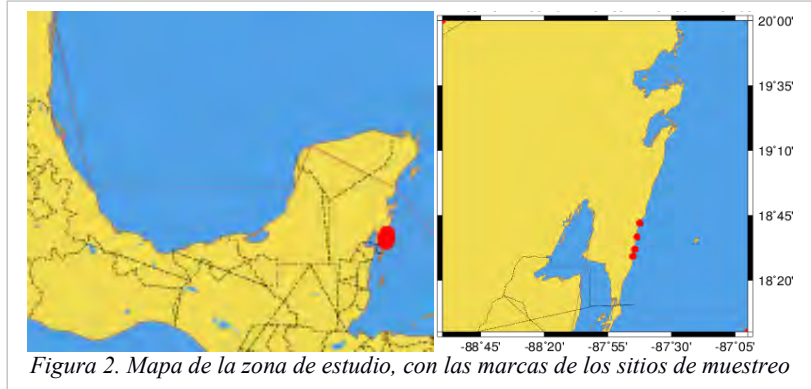 20°00'
19°35'
19°10'
18°45'
18°20'
-88°45' -88°20' -87°55' -87°30' -87°05'
Figura 2. Mapa de la zona de estudio, con las marcas de los sitios de muestreo